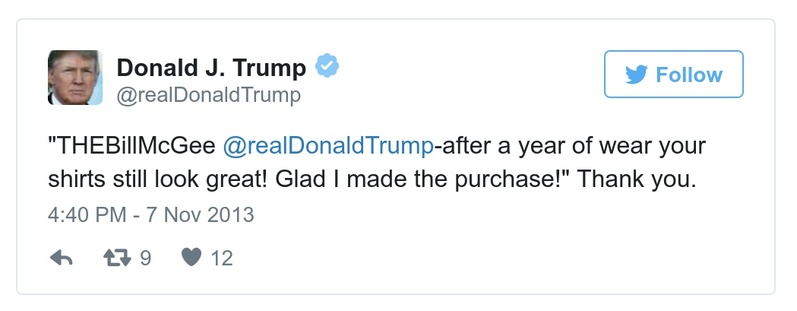 Donald J. Trump
@realDonaldTrump
Follow
"THEBillMcGee @realDonaldTrump-after a year of wear your
shirts still look great! Glad I made the purchase!" Thank you.
4:40 PM - 7 Nov 2013
9 12